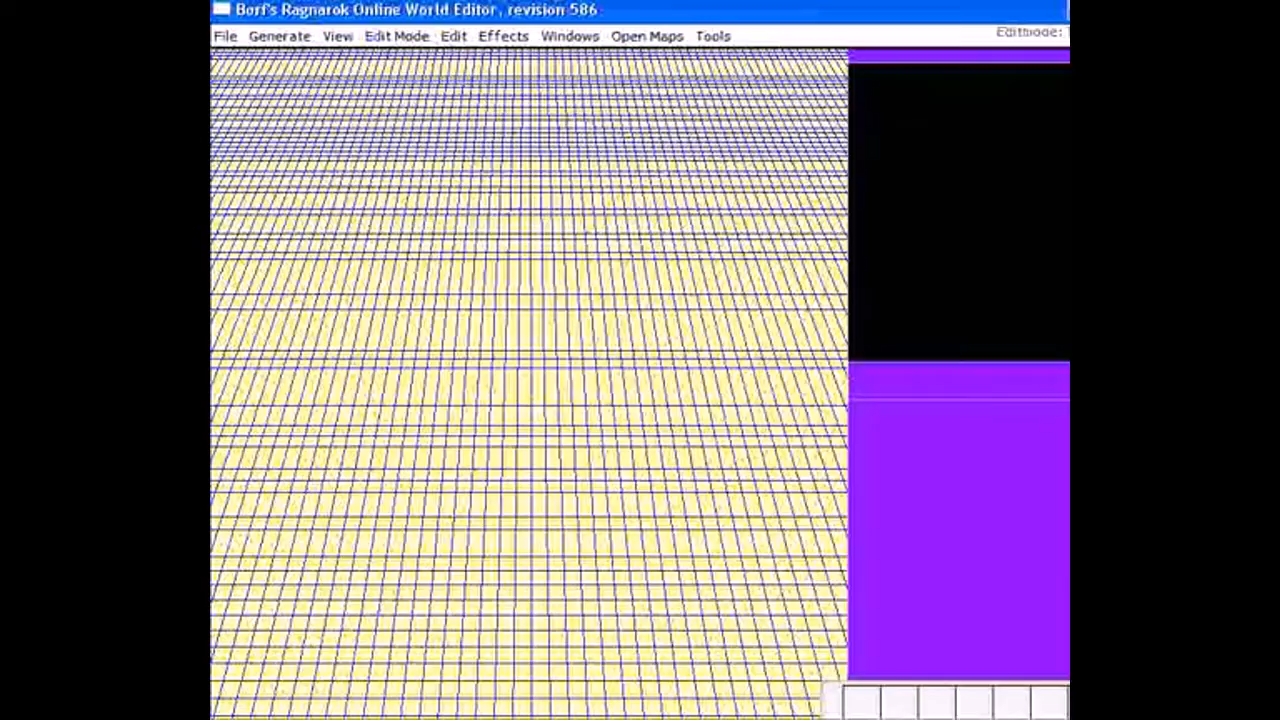 Borf's Ragnarok Online World Editor, revision 586
File Generate View Edit Mode Edit Effects Windows Open Maps Tools
Editmode: